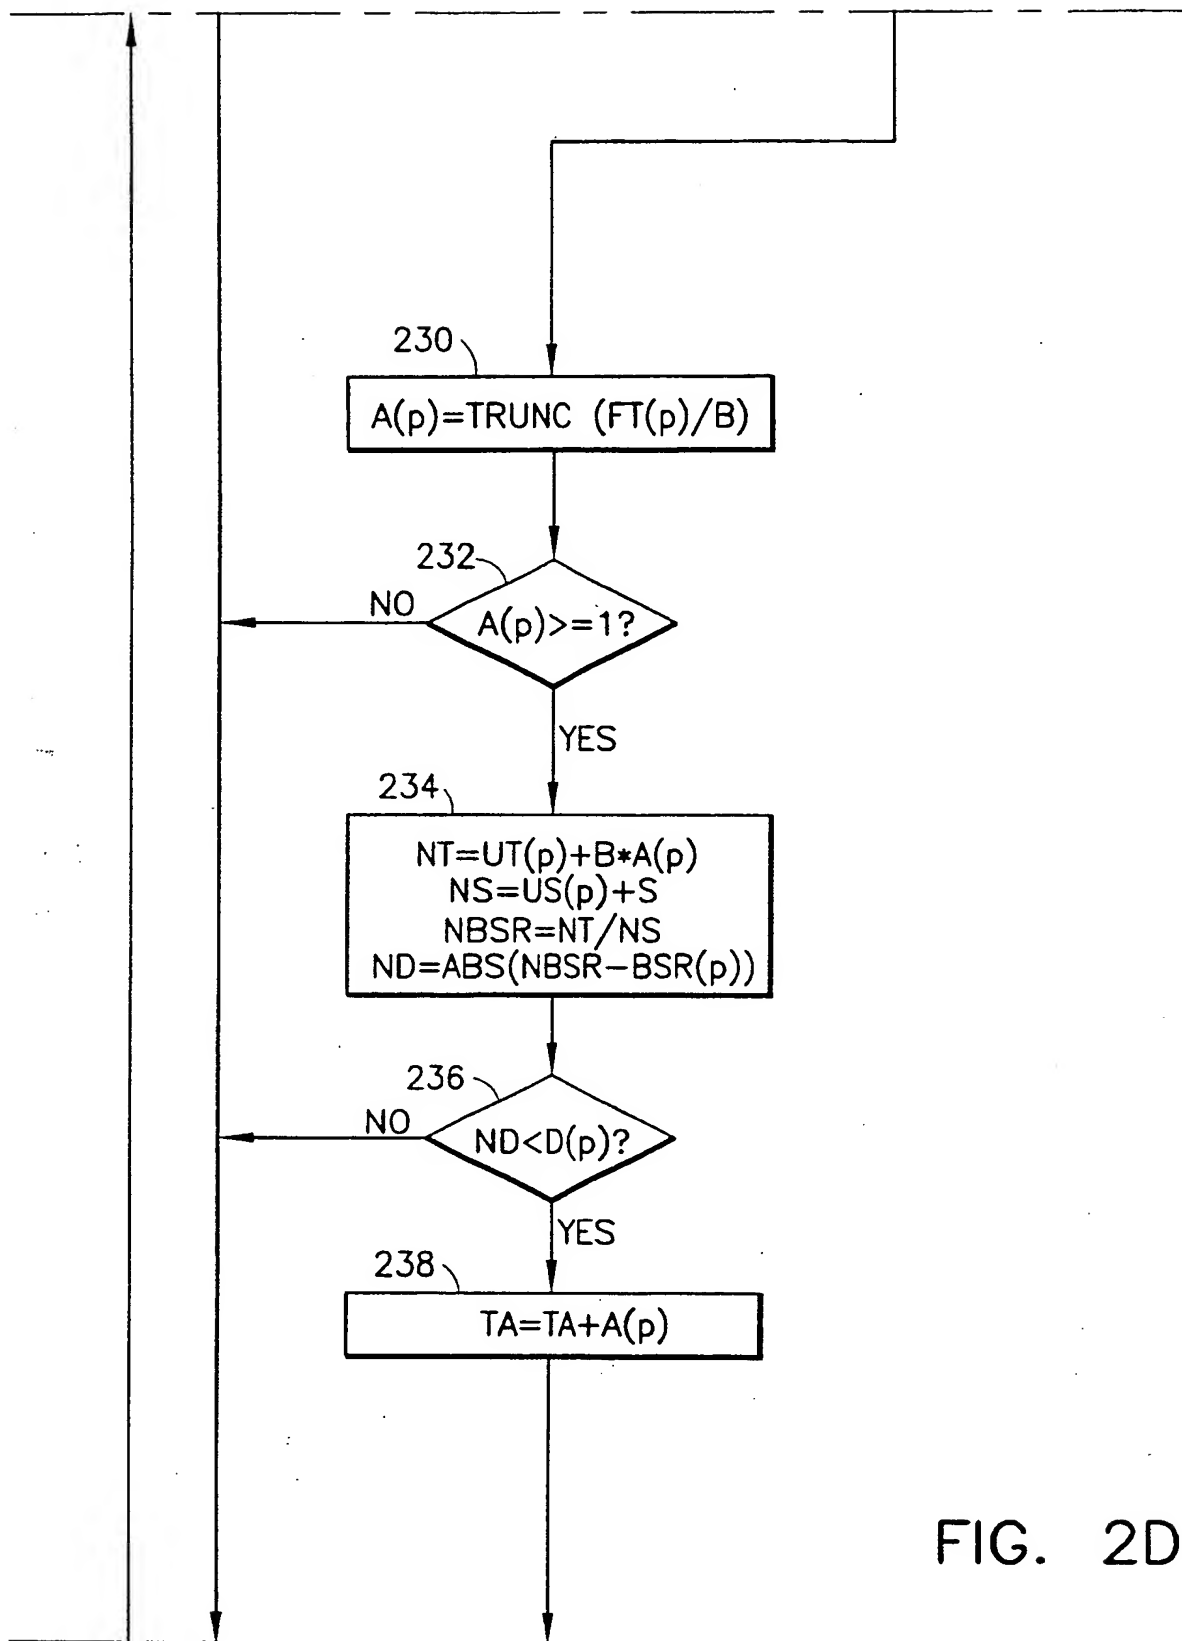 230
A(p)=TRUNC (FT(p)/B)
232
NO
A(p)>=1?
YES
234
NT=UT(p)+B*A(p)
NS=US(p)+S
NBSR=NT/NS
ND=ABS(NBSR-BSR(p))
236
NO
ND<D(p)?
YES
238
TA=TA+A(p)
FIG. 2D